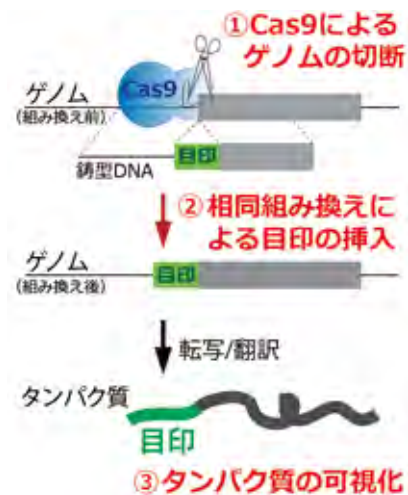 ①Cas9による
ゲノムの切断
ゲノム
(組み換え前)
Cas9
目印
鋳型DNA
②相同組み換えに
よる目印の挿入
ゲノム
(組み換え後)
目印
転写/翻訳
タンパク質
目印
③タンパク質の可視化